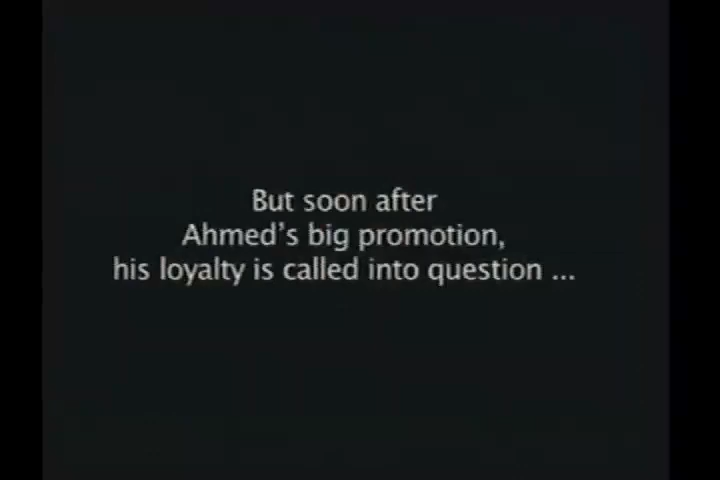 But soon after
Ahmed's big promotion,
his loyalty is called into question ...